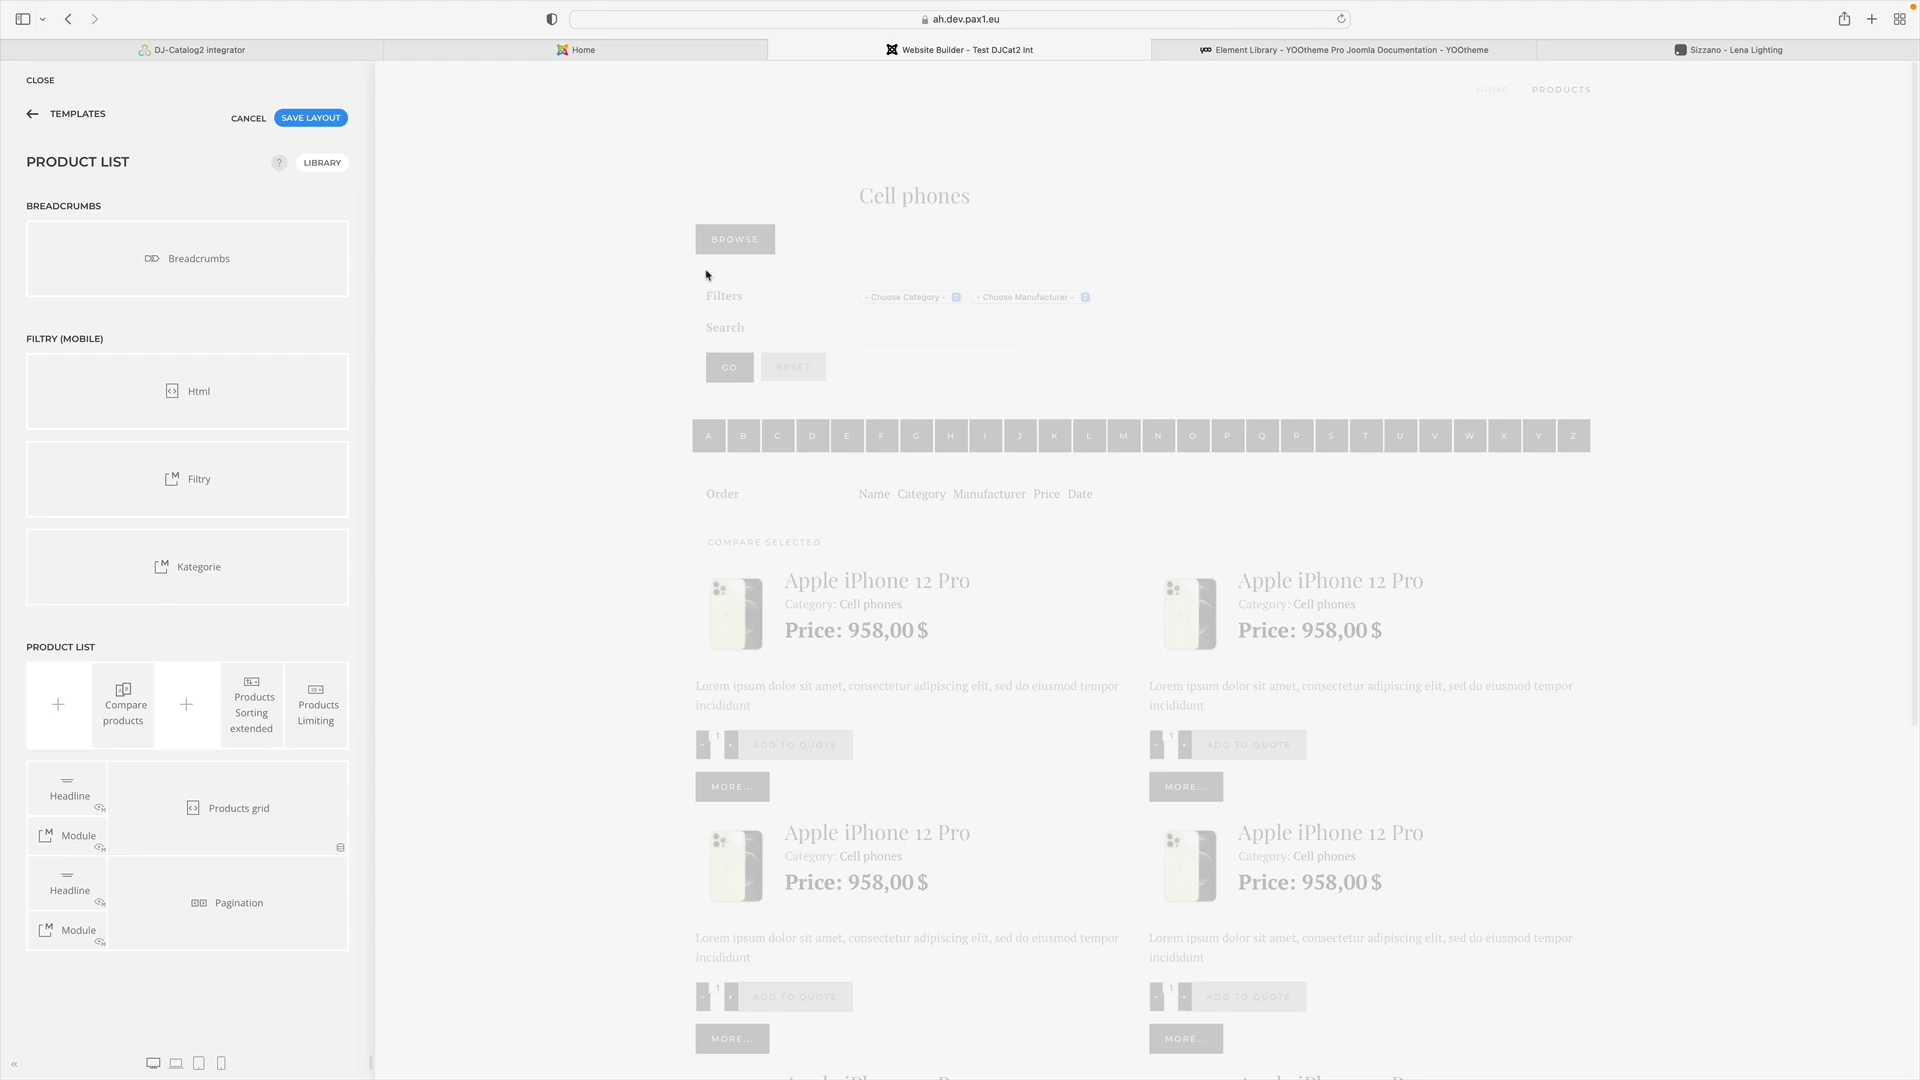 ah.dev.pax1.eu
DJ-Catalog2 integrator
Home
Website Builder - Test DJCat2 Int
Element Library - YOOtheme Pro Joomla Documentation - YOOtheme
Sizzano - Lena Lighting
CLOSE
TEMPLATES
CANCEL
SAVE LAYOUT
PRODUCT LIST
?
LIBRARY
BREADCRUMBS
Breadcrumbs
FILTRY (MOBILE)
Html
Filtry
Kategorie
PRODUCT LIST
Compare products
Products Sorting extended
Products Limiting
Headline
Module
Products grid
Headline
Module
Pagination
HOME PRODUCTS
Cell phones
BROWSE
Filters
- Choose Category -
- Choose Manufacturer -
Search
GO
RESET
A B C D E F G H I J K L M N O P Q R S T U V W X Y Z
Order
Name Category Manufacturer Price Date
COMPARE SELECTED
Apple iPhone 12 Pro
Category: Cell phones
Price: 958,00 $
Lorem ipsum dolor sit amet, consectetur adipiscing elit, sed do eiusmod tempor
incididunt
- 1 + ADD TO QUOTE
MORE...
Apple iPhone 12 Pro
Category: Cell phones
Price: 958,00 $
Lorem ipsum dolor sit amet, consectetur adipiscing elit, sed do eiusmod tempor
incididunt
- 1 + ADD TO QUOTE
MORE...
Apple iPhone 12 Pro
Category: Cell phones
Price: 958,00 $
Lorem ipsum dolor sit amet, consectetur adipiscing elit, sed do eiusmod tempor
incididunt
- 1 + ADD TO QUOTE
MORE...
Apple iPhone 12 Pro
Category: Cell phones
Price: 958,00 $
Lorem ipsum dolor sit amet, consectetur adipiscing elit, sed do eiusmod tempor
incididunt
- 1 + ADD TO QUOTE
MORE...